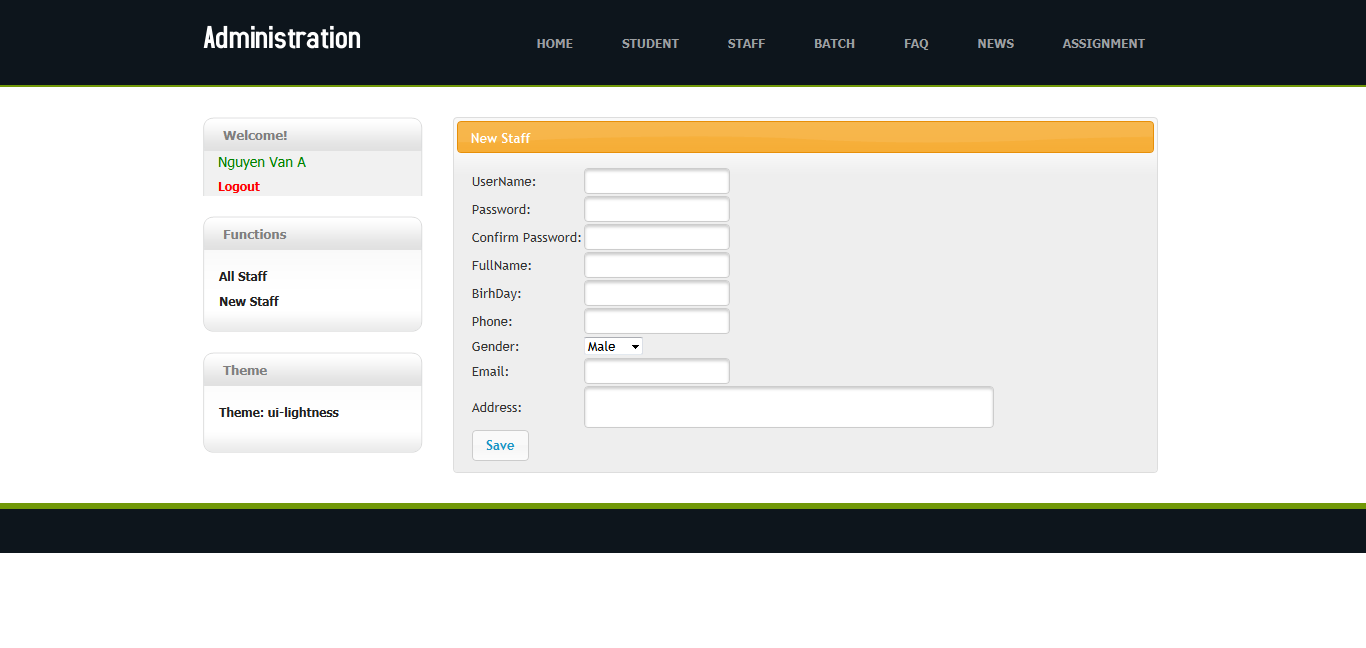 Administration
HOME STUDENT STAFF BATCH FAQ NEWS ASSIGNMENT
Welcome!
Nguyen Van A
Logout
Functions
All Staff
New Staff
Theme
Theme: ui-lightness
New Staff
UserName:
Password:
Confirm Password:
FullName:
BirhDay:
Phone:
Gender: Male
Email:
Address:
Save